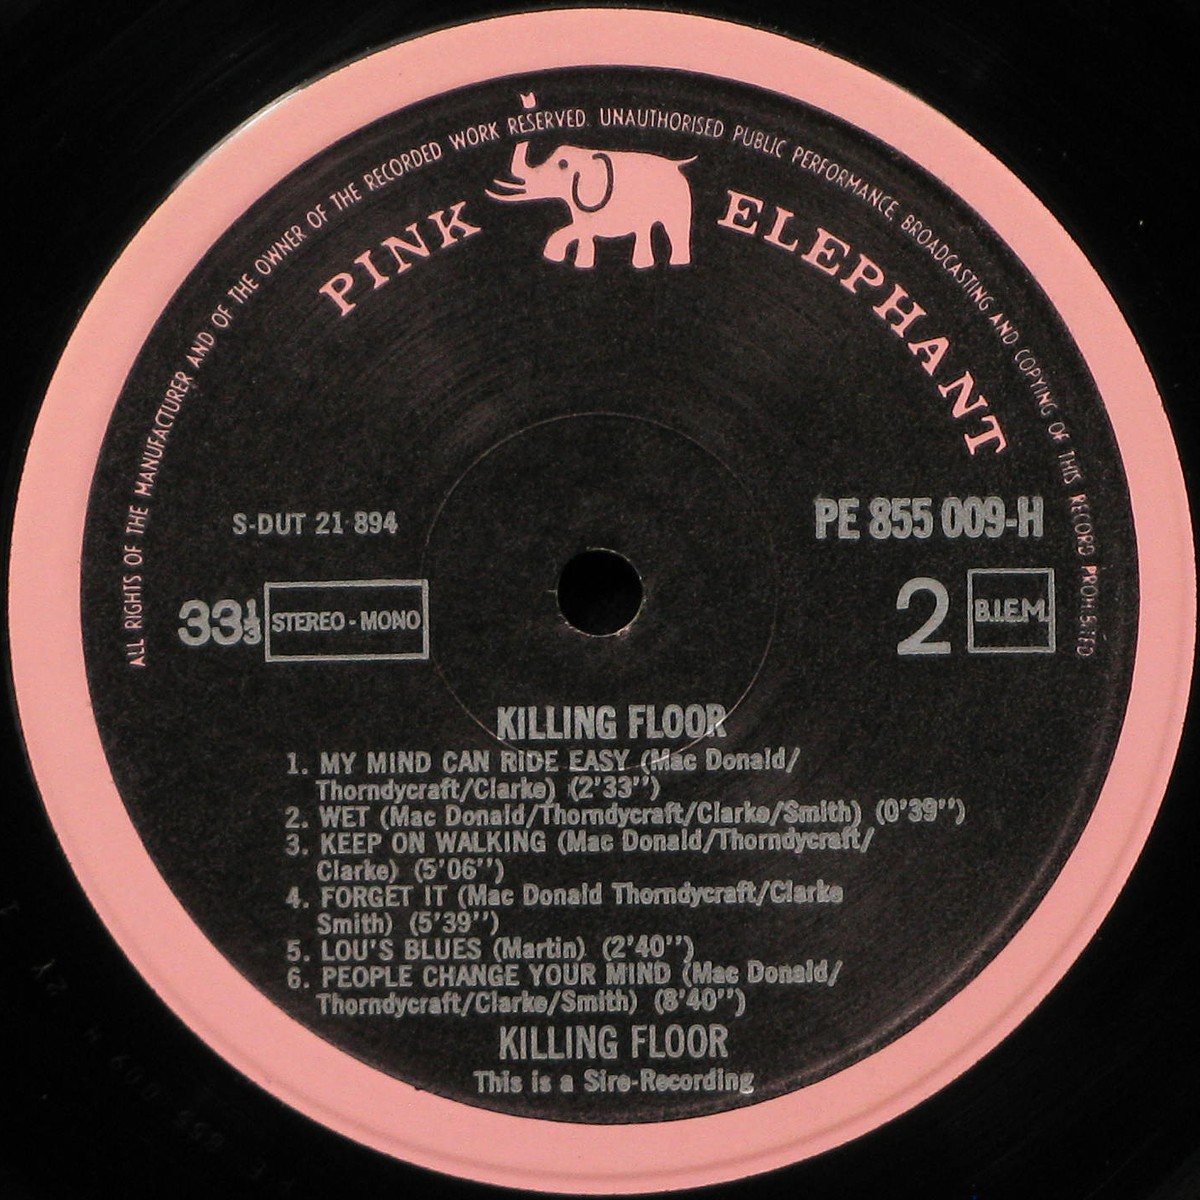 ALL RIGHTS OF THE MANUFACTURER AND OF THE OWNER OF THE RECORDED WORK RESERVED. UNAUTHORISED PUBLIC PERFORMANCE, BROADCASTING AND COPYING OF THIS RECORD PROHIBITED
PINK ELEPHANT
S-DUT 21 894
PE 855 009-H
33⅓ STEREO - MONO
2 B.I.E.M.
KILLING FLOOR
1. MY MIND CAN RIDE EASY (Mac Donald/
Thorndycraft/Clarke) (2'33'')
2. WET (Mac Donald/Thorndycraft/Clarke/Smith) (0'39'')
3. KEEP ON WALKING (Mac Donald/Thorndycraft/
Clarke) (5'06'')
4. FORGET IT (Mac Donald Thorndycraft/Clarke
Smith) (5'39'')
5. LOU'S BLUES (Martin) (2'40'')
6. PEOPLE CHANGE YOUR MIND (Mac Donald/
Thorndycraft/Clarke/Smith) (8'40'')
KILLING FLOOR
This is a Sire-Recording